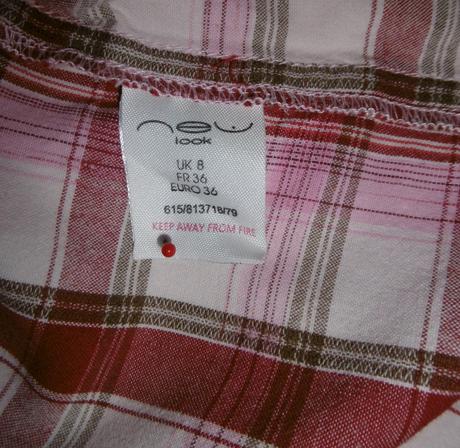 new
look
UK 8
FR 36
EURO 36
615/813718/79
KEEP AWAY FROM FIRE